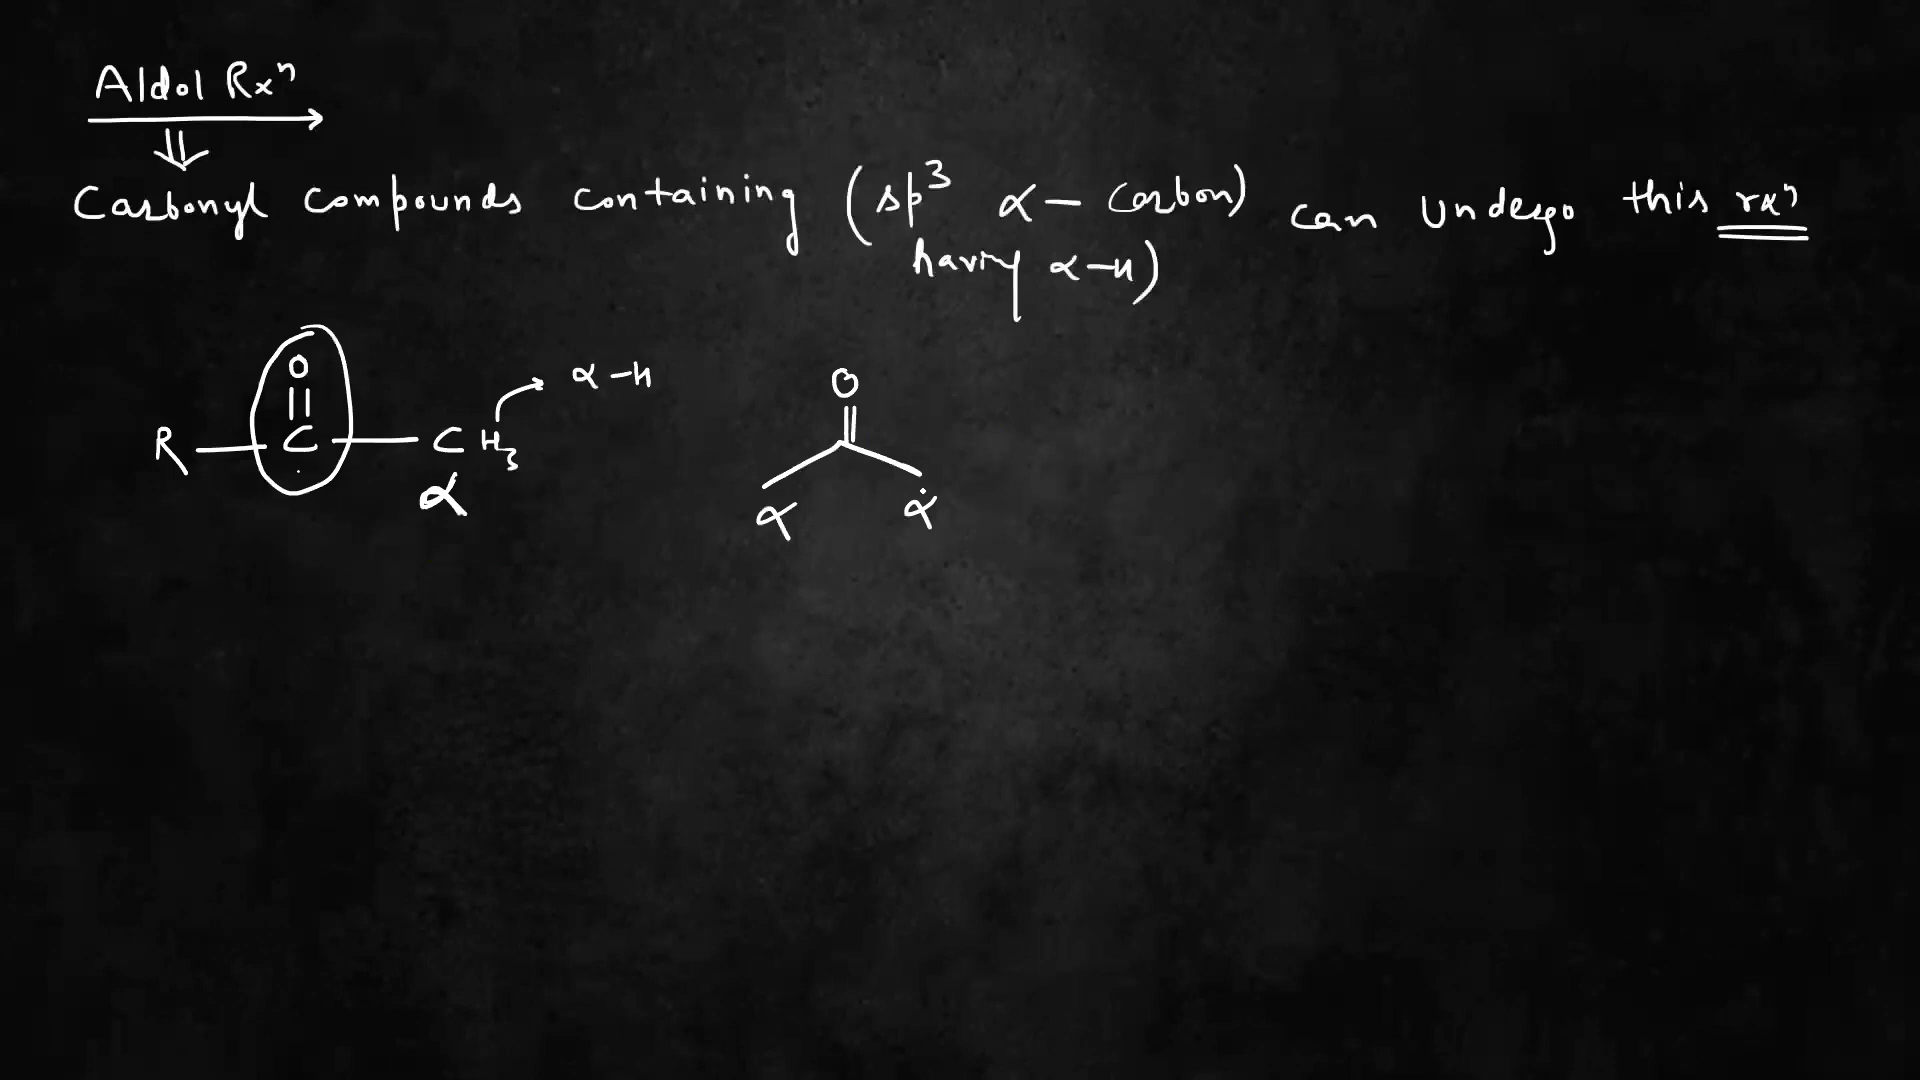 Aldol Rxⁿ
Carbonyl compounds containing (sp³ α - carbon) can undergo this rxⁿ
having α-H)
O
α-H
R - C - CH₃
α
O
α α